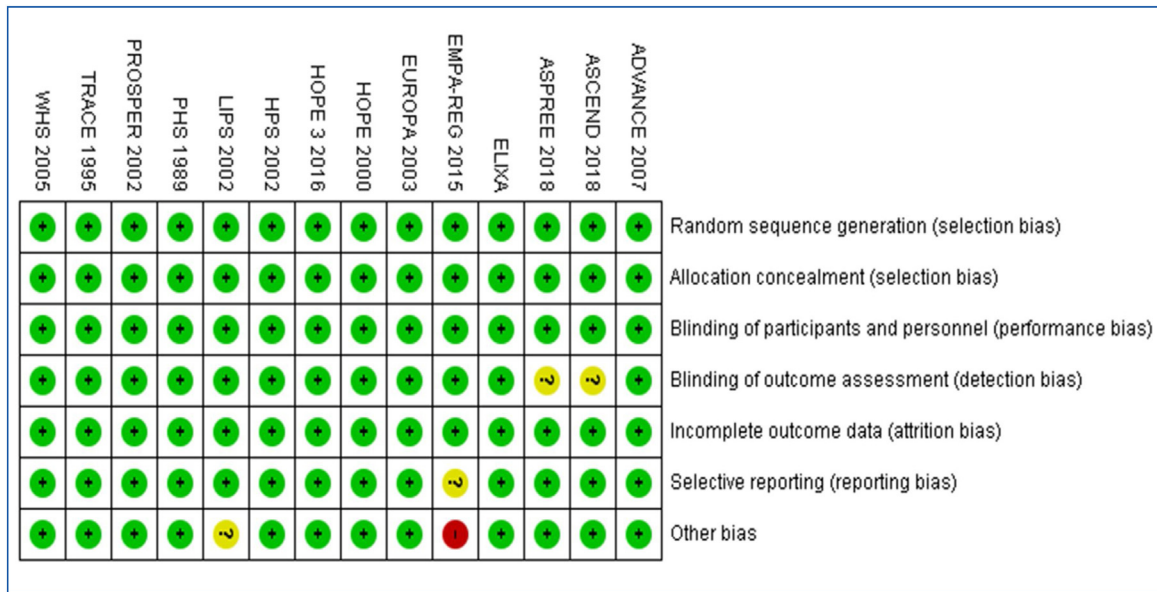 WHS 2005
TRACE 1995
PROSPER 2002
PHS 1989
LIPS 2002
HPS 2002
HOPE 3 2016
HOPE 2000
EUROPA 2003
EMPA-REG 2015
ELIXA
ASPREE 2018
ASCEND 2018
ADVANCE 2007
+ + + + + + + + + + + + + + Random sequence generation (selection bias)
+ + + + + + + + + + + + + + Allocation concealment (selection bias)
+ + + + + + + + + + + + + + Blinding of participants and personnel (performance bias)
+ + + + + + + + + + + ? ? + Blinding of outcome assessment (detection bias)
+ + + + + + + + + + + + + + Incomplete outcome data (attrition bias)
+ + + + + + + + + ? + + + + Selective reporting (reporting bias)
+ + + + ? + + + + - + + + + Other bias